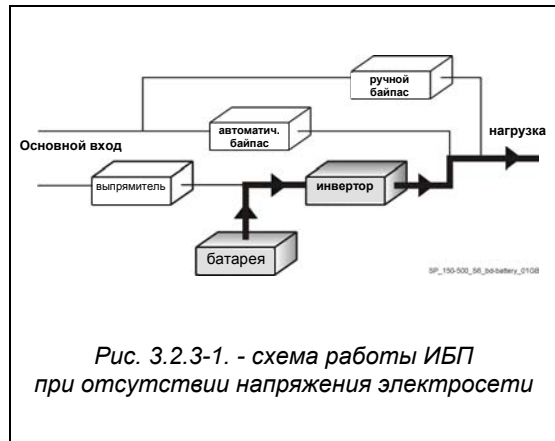 ручной
байпас
автоматич.
байпас
нагрузка
Основной вход
выпрямитель
инвертор
батарея
SP_150-500_S6_bd-battery_01GB
Рис. 3.2.3-1. - схема работы ИБП
при отсутствии напряжения электросети